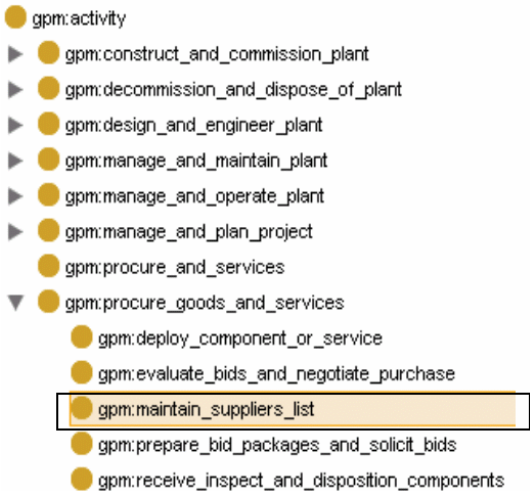 gpm:activity
gpm:construct_and_commission_plant
gpm:decommission_and_dispose_of_plant
gpm:design_and_engineer_plant
gpm:manage_and_maintain_plant
gpm:manage_and_operate_plant
gpm:manage_and_plan_project
gpm:procure_and_services
gpm:procure_goods_and_services
gpm:deploy_component_or_service
gpm:evaluate_bids_and_negotiate_purchase
gpm:maintain_suppliers_list
gpm:prepare_bid_packages_and_solicit_bids
gpm:receive_inspect_and_disposition_components